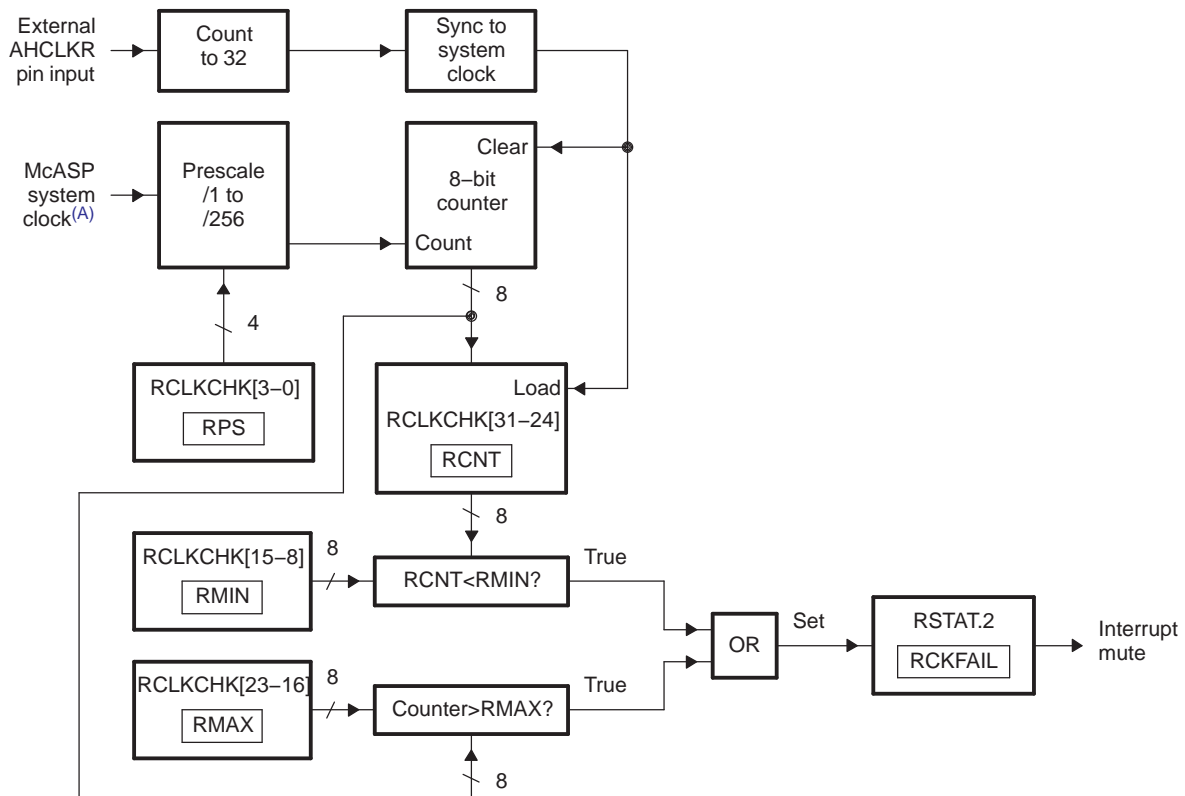 External
AHCLKR
pin input
Count
to 32
Sync to
system
clock
McASP
system
clock(A)
Prescale
/1 to
/256
Clear
8–bit
counter
Count
8
4
RCLKCHK[3–0]
RPS
Load
RCLKCHK[31–24]
RCNT
8
RCLKCHK[15–8]
RMIN
8
RCNT<RMIN?
True
OR
Set
RSTAT.2
RCKFAIL
Interrupt
mute
RCLKCHK[23–16]
RMAX
8
Counter>RMAX?
True
8